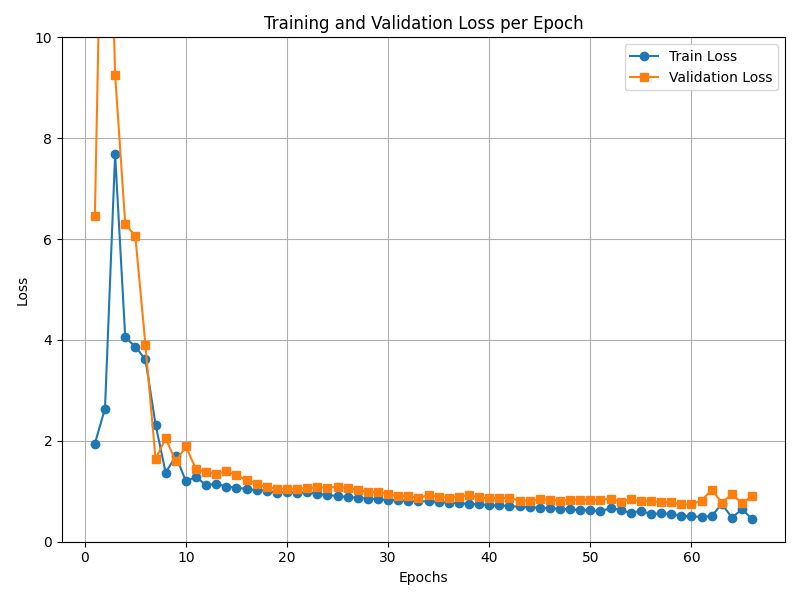 Training and Validation Loss per Epoch
Train Loss
Validation Loss
Loss
10
8
6
4
2
0
0 10 20 30 40 50 60
Epochs